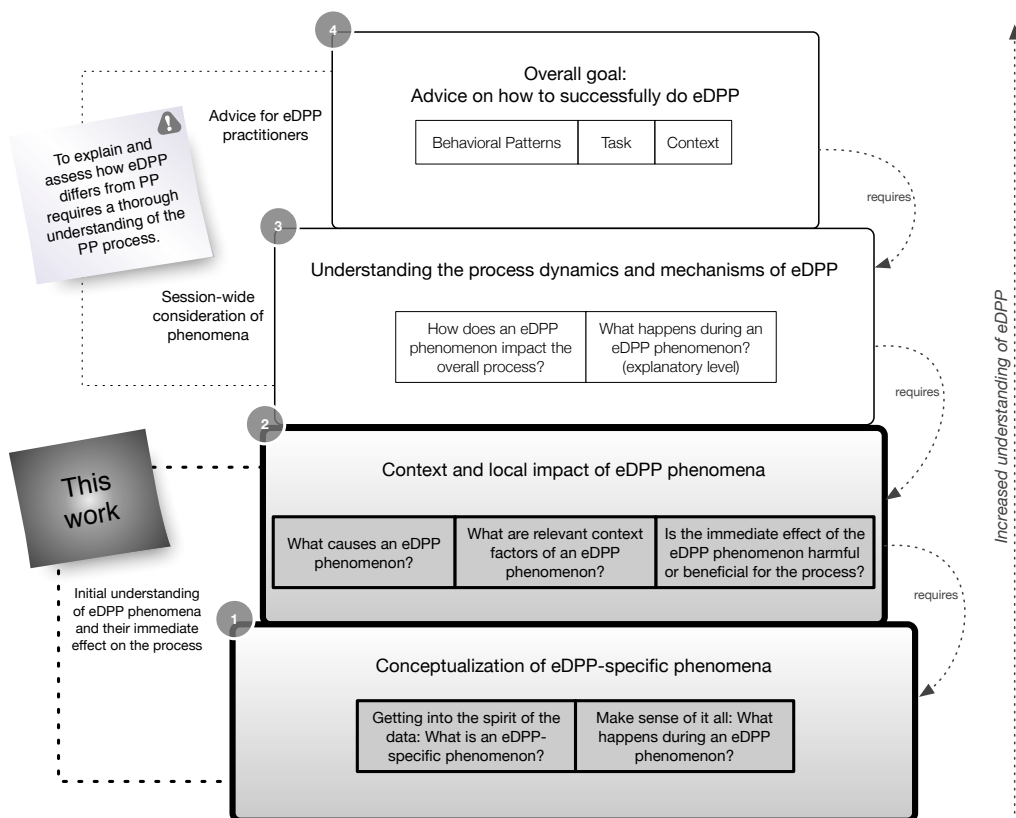 4
Overall goal:
Advice on how to successfully do eDPP
Behavioral Patterns
Task
Context
Advice for eDPP
practitioners
To explain and
assess how eDPP
differs from PP
requires a thorough
understanding of the
PP process.
requires
3
Understanding the process dynamics and mechanisms of eDPP
How does an eDPP
phenomenon impact the
overall process?
What happens during an
eDPP phenomenon?
(explanatory level)
Session-wide
consideration of
phenomena
requires
2
Context and local impact of eDPP phenomena
What causes an eDPP
phenomenon?
What are relevant context
factors of an eDPP
phenomenon?
Is the immediate effect of the
eDPP phenomenon harmful
or beneficial for the process?
This
work
Initial understanding
of eDPP phenomena
and their immediate
effect on the process
requires
1
Conceptualization of eDPP-specific phenomena
Getting into the spirit of the
data: What is an eDPP-
specific phenomenon?
Make sense of it all: What
happens during an eDPP
phenomenon?
Increased understanding of eDPP